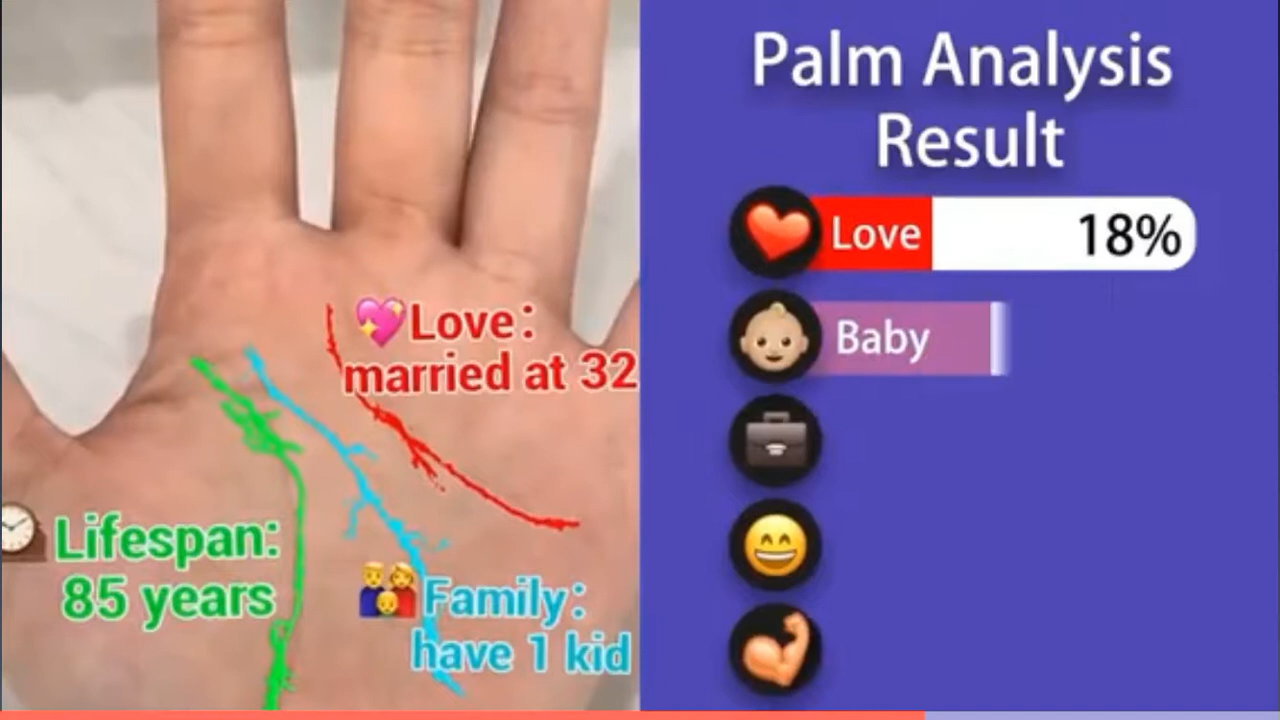 Love:
married at 32
Lifespan:
85 years
Family:
have 1 kid
Palm Analysis
Result
Love 18%
Baby